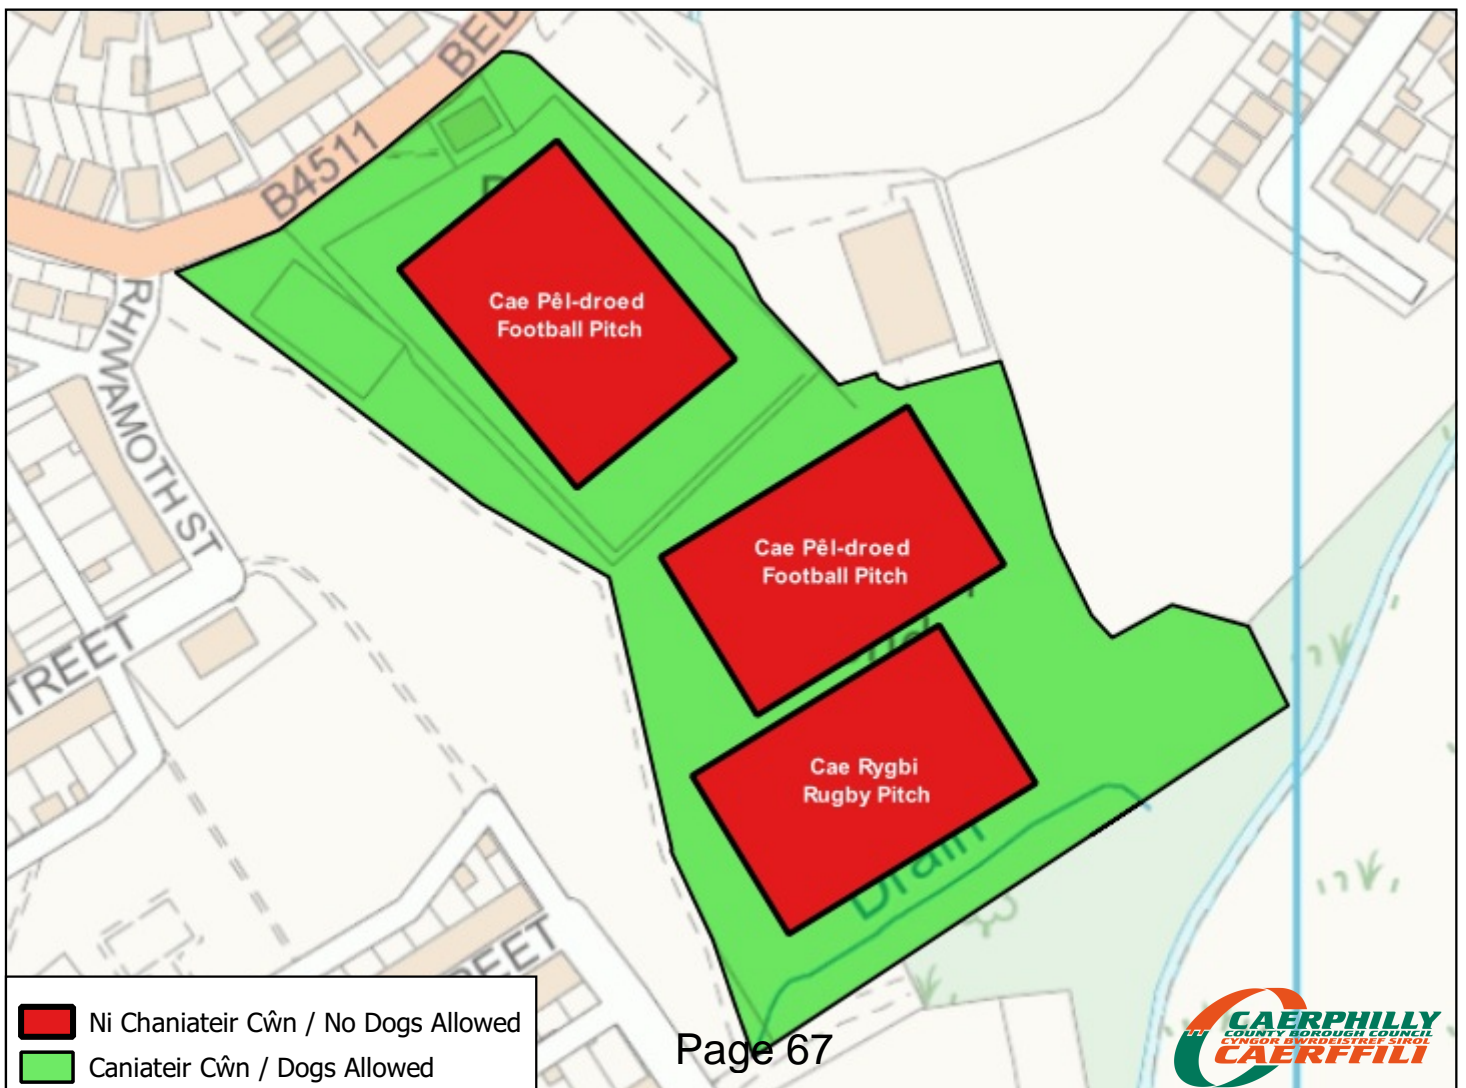 BED
B4511
RHIWAMOTH ST
Cae Pêl-droed
Football Pitch
Cae Pêl-droed
Football Pitch
Cae Rygbi
Rugby Pitch
Drain
TREET
REET
Ni Chaniateir Cŵn / No Dogs Allowed
Caniateir Cŵn / Dogs Allowed
Page 67
CAERPHILLY
COUNTY BOROUGH COUNCIL
CYNGOR BWRDEISTREF SIROL
CAERFFILI